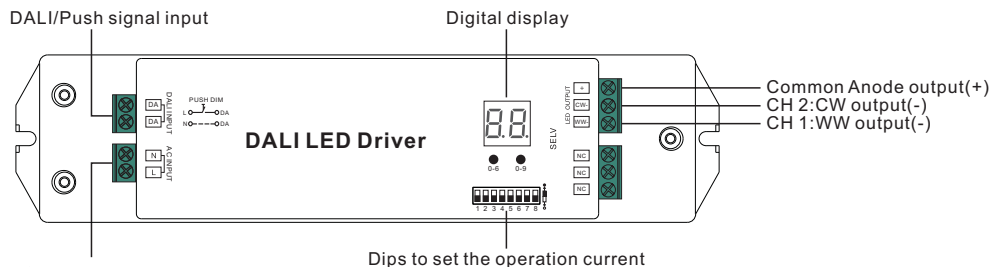 DALI/Push signal input
Digital display
DA
DA
DALI INPUT
PUSH DIM
L DA
N DA
N
L
AC INPUT
DALI LED Driver
8.8.
0-6 0-9
1 2 3 4 5 6 7 8
SELV
LED OUTPUT
+
CW-
WW-
NC
NC
NC
Common Anode output(+)
CH 2:CW output(-)
CH 1:WW output(-)
Dips to set the operation current